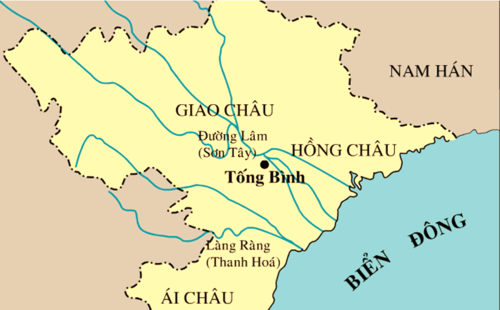 NAM HÁN
GIAO CHÂU
Đường Lâm
(Sơn Tây)
HỒNG CHÂU
Tống Bình
Làng Ràng
(Thanh Hoá)
ÁI CHÂU
BIỂN ĐÔNG